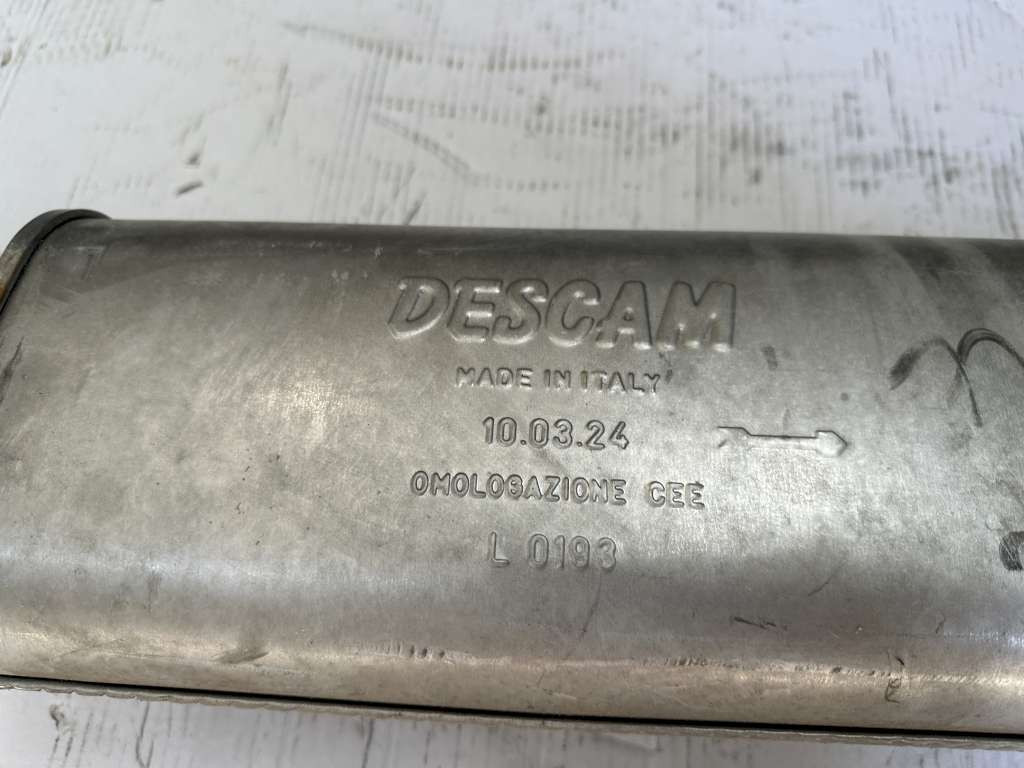 DESCAM
MADE IN ITALY
10.03.24
OMOLOGAZIONE CEE
L 0193